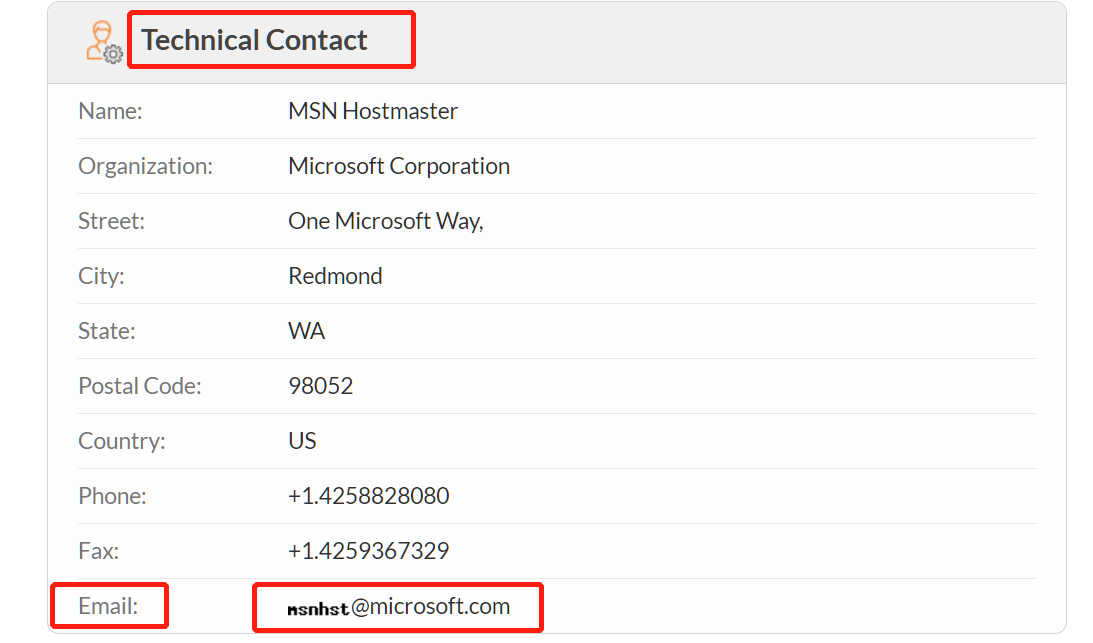 Technical Contact
Name: MSN Hostmaster
Organization: Microsoft Corporation
Street: One Microsoft Way,
City: Redmond
State: WA
Postal Code: 98052
Country: US
Phone: +1.4258828080
Fax: +1.4259367329
Email: msnhst@microsoft.com